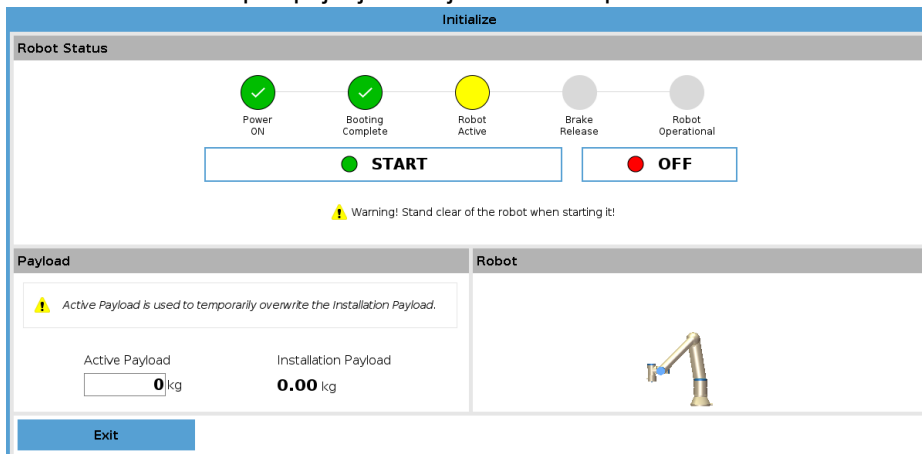 Initialize
Robot Status
Power
ON
Booting
Complete
Robot
Active
Brake
Release
Robot
Operational
START
OFF
Warning! Stand clear of the robot when starting it!
Payload
Robot
Active Payload is used to temporarily overwrite the Installation Payload.
Active Payload
Installation Payload
0 kg
0.00 kg
Exit